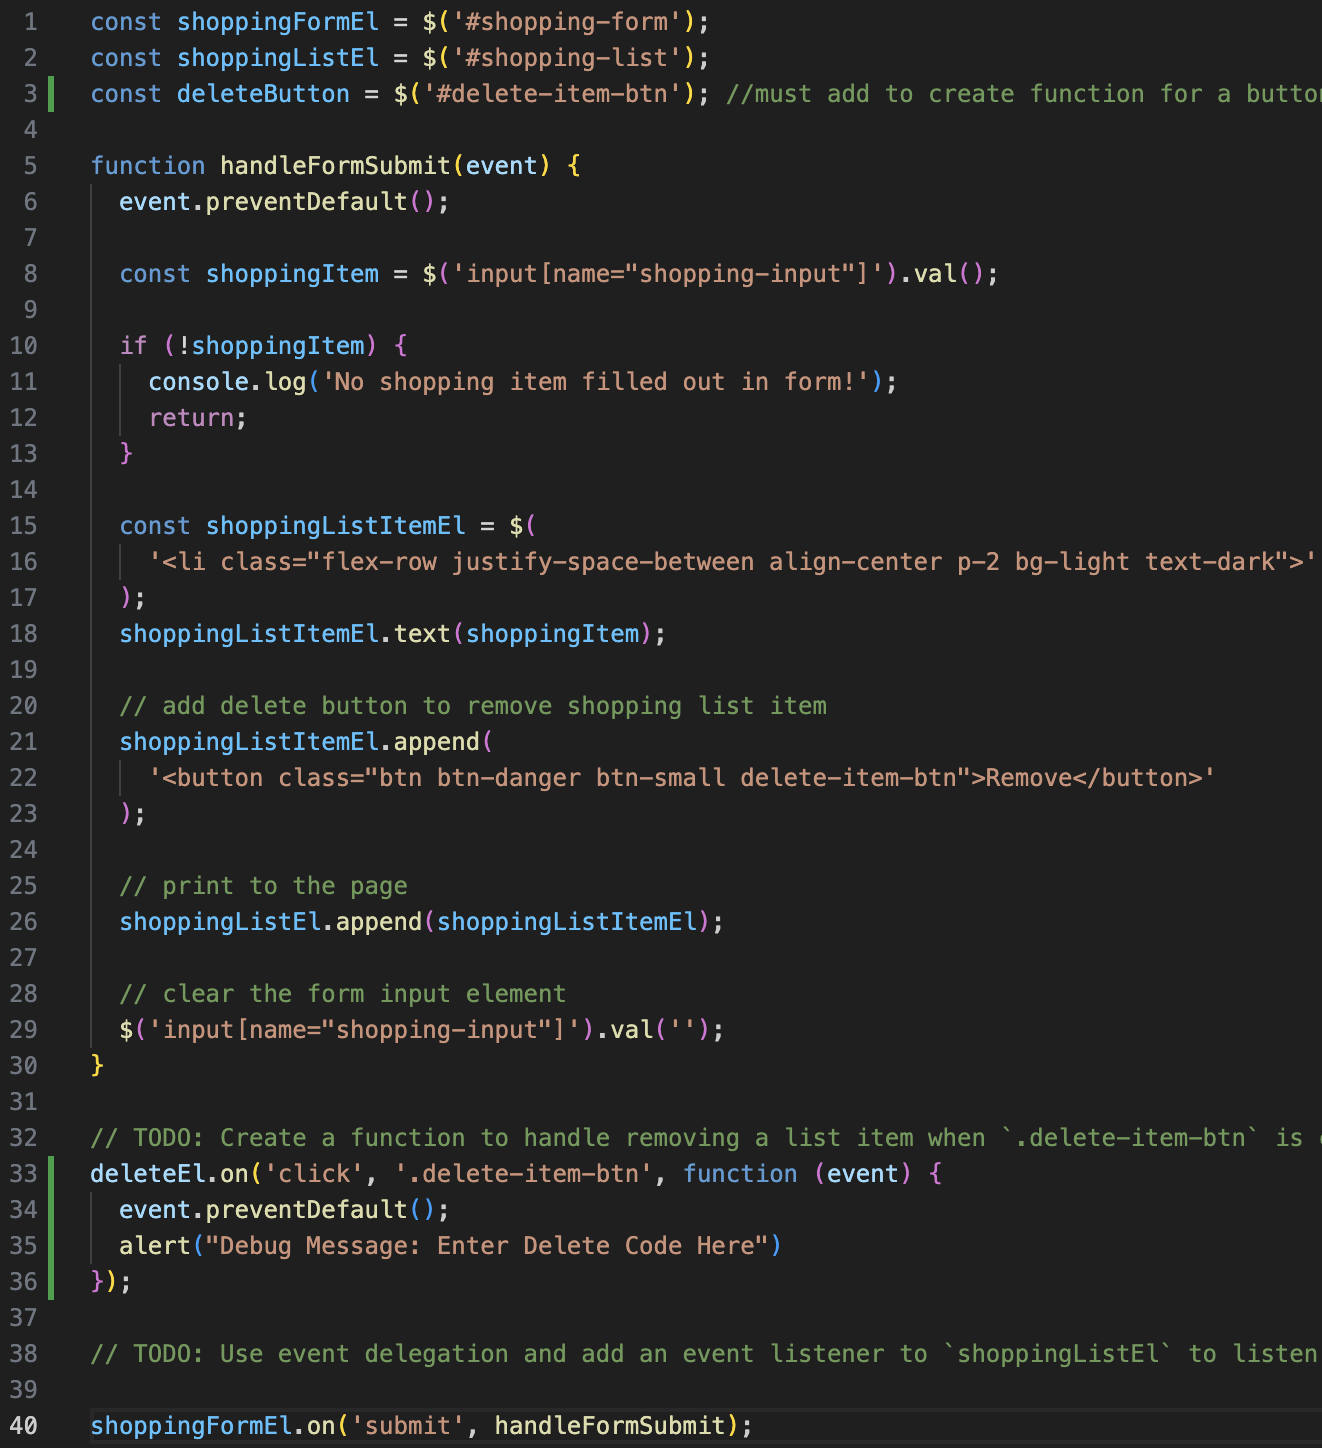 1 const shoppingFormEl = $('#shopping-form');
2 const shoppingListEl = $('#shopping-list');
3 const deleteButton = $('#delete-item-btn'); //must add to create function for a
4
5 function handleFormSubmit(event) {
6   event.preventDefault();
7
8   const shoppingItem = $('input[name="shopping-input"]').val();
9
10   if (!shoppingItem) {
11     console.log('No shopping item filled out in form!');
12     return;
13   }
14
15   const shoppingListItemEl = $(
16     '<li class="flex-row justify-space-between align-center p-2 bg-light text-dark">'
17   );
18   shoppingListItemEl.text(shoppingItem);
19
20   // add delete button to remove shopping list item
21   shoppingListItemEl.append(
22     '<button class="btn btn-danger btn-small delete-item-btn">Remove</button>'
23   );
24
25   // print to the page
26   shoppingListEl.append(shoppingListItemEl);
27
28   // clear the form input element
29   $('input[name="shopping-input"]').val('');
30 }
31
32 // TODO: Create a function to handle removing a list item when `.delete-item-btn` is
33 deleteEl.on('click', '.delete-item-btn', function (event) {
34   event.preventDefault();
35   alert("Debug Message: Enter Delete Code Here")
36 });
37
38 // TODO: Use event delegation and add an event listener to `shoppingListEl` to listen
39
40 shoppingFormEl.on('submit', handleFormSubmit);